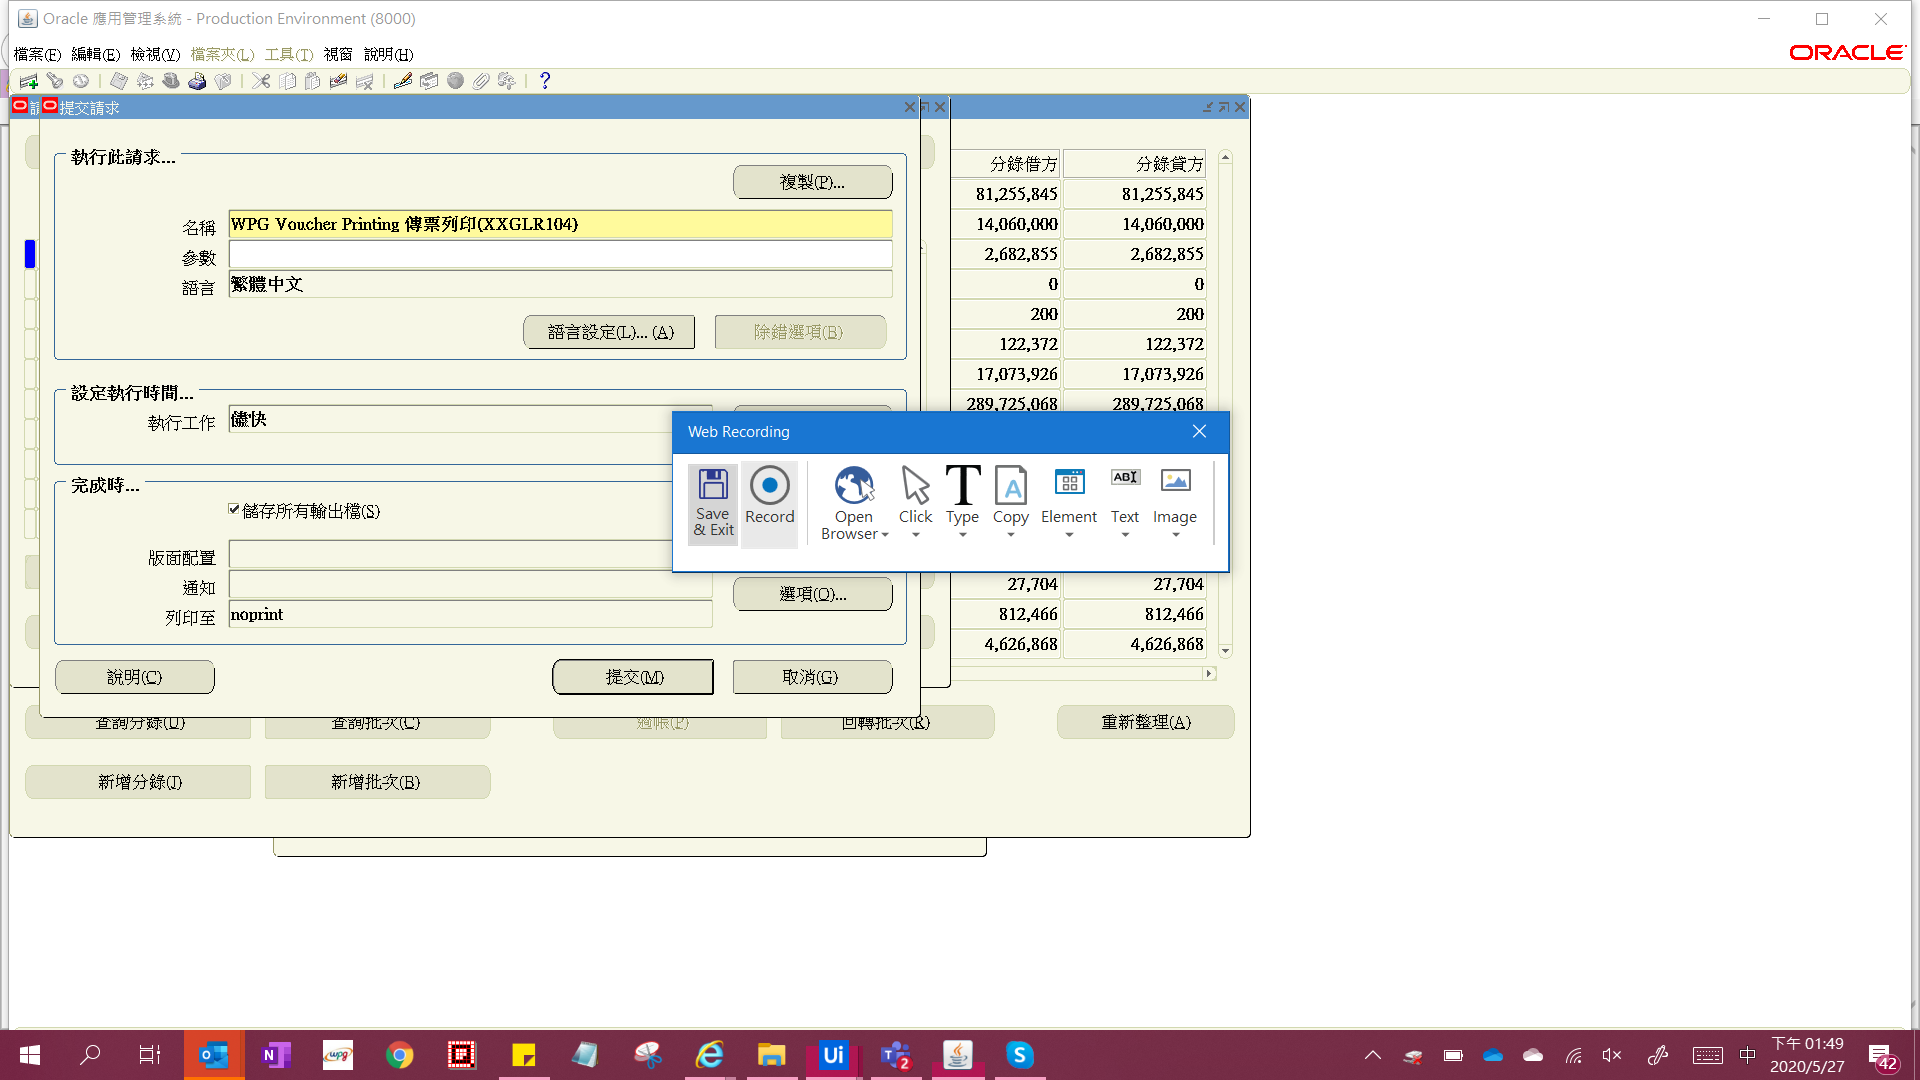 Oracle 應用管理系統 - Production Environment (8000)
檔案(F) 編輯(E) 檢視(V) 檔案夾(L) 工具(T) 視窗 說明(H)
ORACLE
提交請求
執行此請求...
複製(P)...
名稱 WPG Voucher Printing 傳票列印(XXGLR104)
參數
語言 繁體中文
語言設定(L)... (A) 除錯選項(B)
設定執行時間...
執行工作 儘快
完成時...
儲存所有輸出檔(S)
版面配置
通知
選項(O)...
列印至 noprint
說明(C) 提交(M) 取消(G)
分錄借方 分錄貸方
81,255,845 81,255,845
14,060,000 14,060,000
2,682,855 2,682,855
0 0
200 200
122,372 122,372
17,073,926 17,073,926
289,725,068 289,725,068
27,704 27,704
812,466 812,466
4,626,868 4,626,868
Web Recording
Save & Exit
Record
Open Browser
Click
Type
Copy
Element
Text
Image
查詢分錄(U) 查詢批次(C) 過帳(P) 回轉批次(R) 重新整理(A)
新增分錄(J) 新增批次(B)
wpg
Ui
2
中
下午 01:49
2020/5/27
42